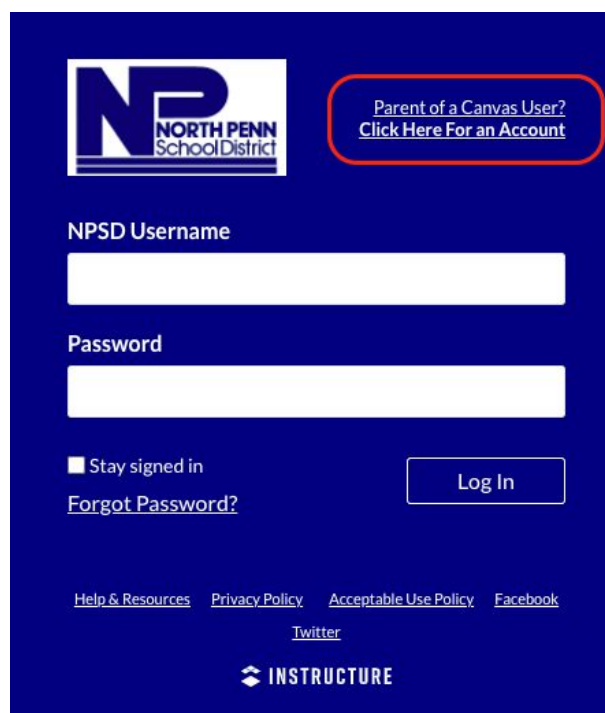 NP
NORTH PENN
School District
Parent of a Canvas User?
Click Here For an Account
NPSD Username
Password
Stay signed in
Log In
Forgot Password?
Help & Resources Privacy Policy Acceptable Use Policy Facebook
Twitter
INSTRUCTURE